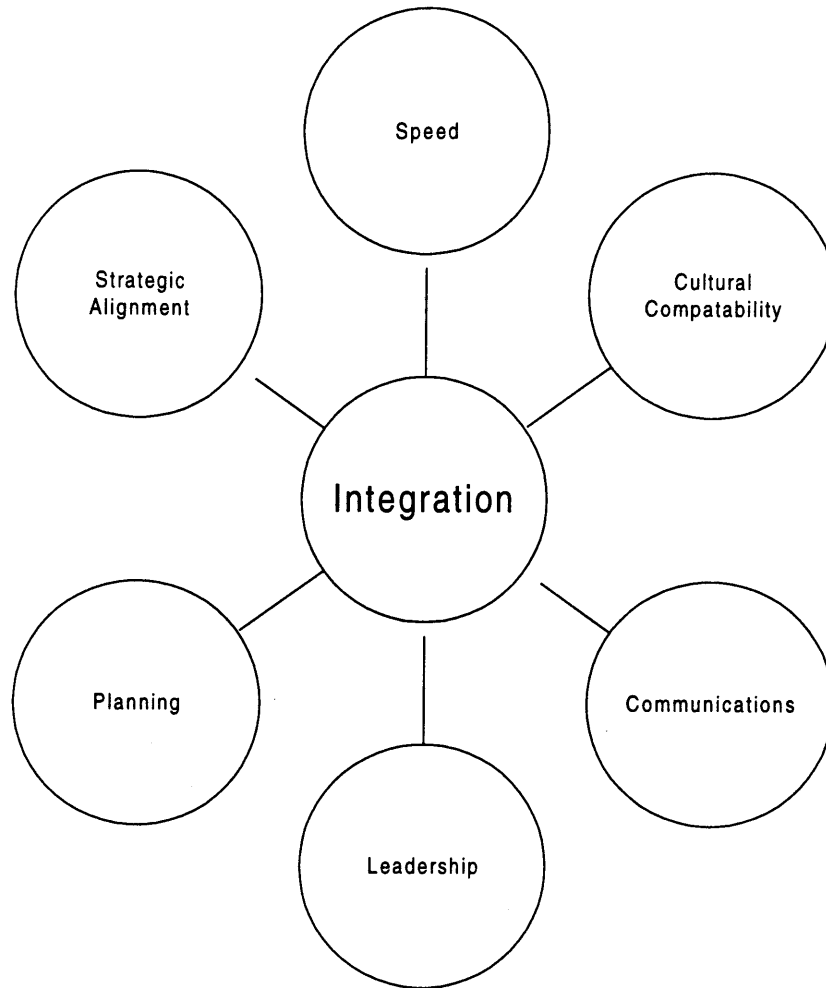 Speed
Strategic
Alignment
Cultural
Compatability
Integration
Planning
Communications
Leadership